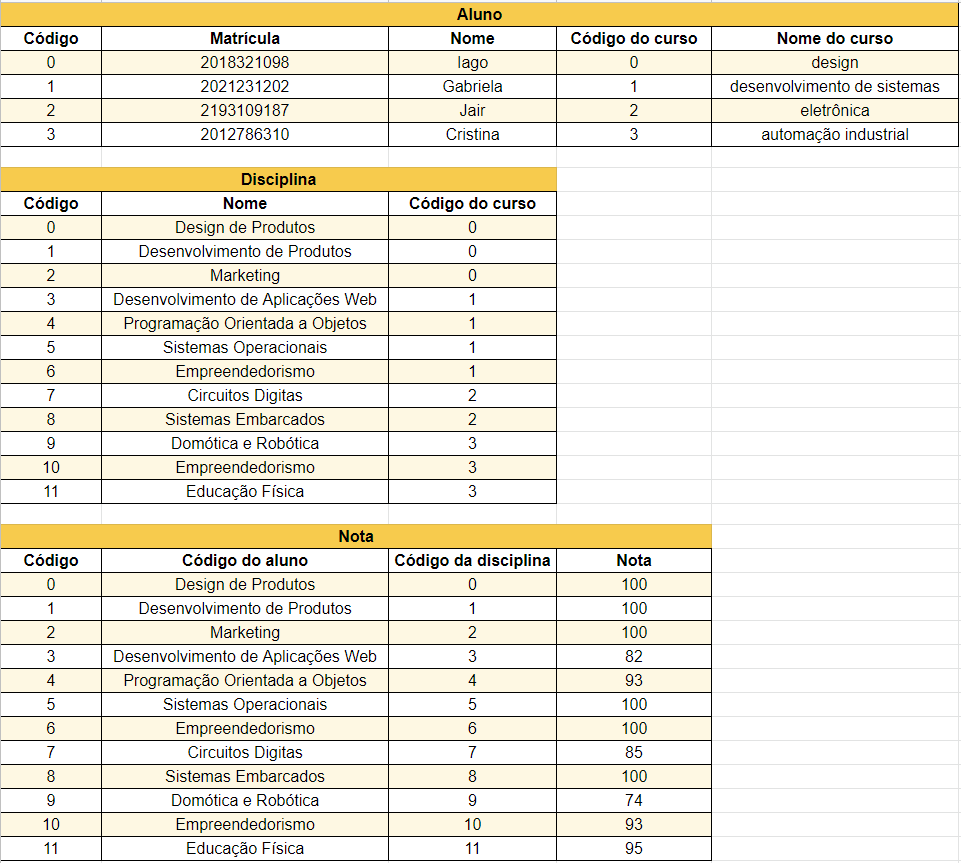 Aluno
Código Matrícula Nome Código do curso Nome do curso
0 2018321098 Iago 0 design
1 2021231202 Gabriela 1 desenvolvimento de sistemas
2 2193109187 Jair 2 eletrônica
3 2012786310 Cristina 3 automação industrial
Disciplina
Código Nome Código do curso
0 Design de Produtos 0
1 Desenvolvimento de Produtos 0
2 Marketing 0
3 Desenvolvimento de Aplicações Web 1
4 Programação Orientada a Objetos 1
5 Sistemas Operacionais 1
6 Empreendedorismo 1
7 Circuitos Digitas 2
8 Sistemas Embarcados 2
9 Domótica e Robótica 3
10 Empreendedorismo 3
11 Educação Física 3
Nota
Código Código do aluno Código da disciplina Nota
0 Design de Produtos 0 100
1 Desenvolvimento de Produtos 1 100
2 Marketing 2 100
3 Desenvolvimento de Aplicações Web 3 82
4 Programação Orientada a Objetos 4 93
5 Sistemas Operacionais 5 100
6 Empreendedorismo 6 100
7 Circuitos Digitas 7 85
8 Sistemas Embarcados 8 100
9 Domótica e Robótica 9 74
10 Empreendedorismo 10 93
11 Educação Física 11 95